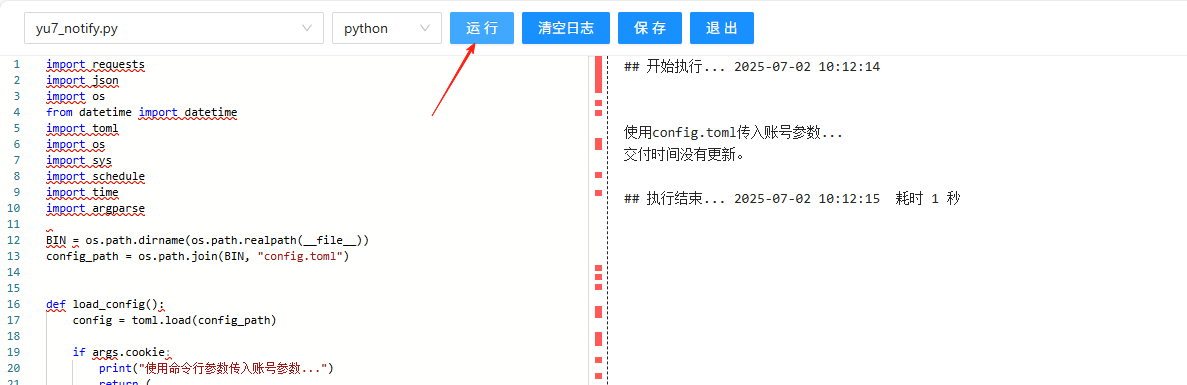 yu7_notify.py python 运 行 清空日志 保 存 退 出
1 import requests
2 import json
3 import os
4 from datetime import datetime
5 import toml
6 import os
7 import sys
8 import schedule
9 import time
10 import argparse
11
12 BIN = os.path.dirname(os.path.realpath(__file__))
13 config_path = os.path.join(BIN, "config.toml")
14
15
16 def load_config():
17     config = toml.load(config_path)
18
19     if args.cookie:
20         print("使用命令行参数传入账号参数...")
21         return (
## 开始执行... 2025-07-02 10:12:14
使用config.toml传入账号参数...
交付时间没有更新。
## 执行结束... 2025-07-02 10:12:15  耗时 1 秒